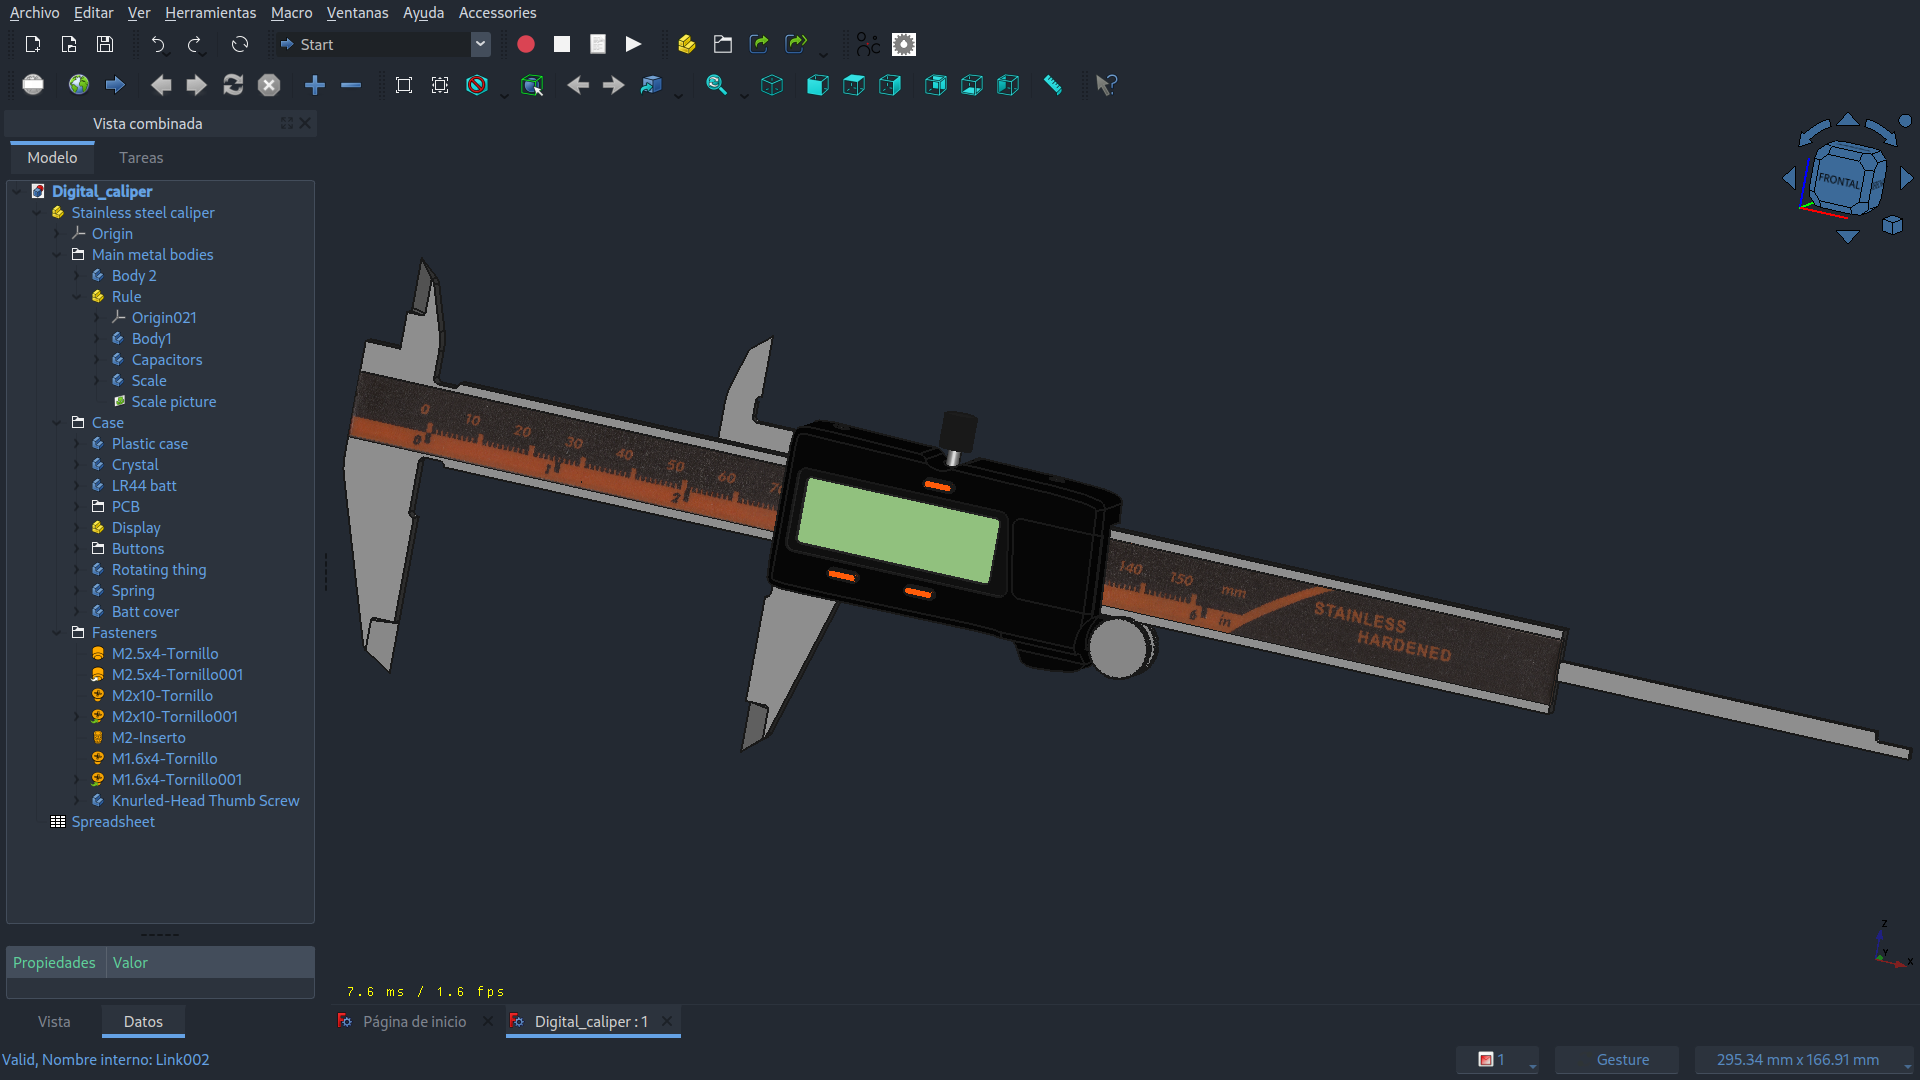 Archivo Editar Ver Herramientas Macro Ventanas Ayuda Accessories
Start
Vista combinada
Modelo Tareas
Digital_caliper
Stainless steel caliper
Origin
Main metal bodies
Body 2
Rule
Origin021
Body1
Capacitors
Scale
Scale picture
Case
Plastic case
Crystal
LR44 batt
PCB
Display
Buttons
Rotating thing
Spring
Batt cover
Fasteners
M2.5x4-Tornillo
M2.5x4-Tornillo001
M2x10-Tornillo
M2x10-Tornillo001
M2-Inserto
M1.6x4-Tornillo
M1.6x4-Tornillo001
Knurled-Head Thumb Screw
Spreadsheet
Propiedades Valor
Vista Datos
FRONTAL
0 10 20 30 40 50 60
0 1 2
140 150 mm
6 in
STAINLESS
HARDENED
Z
Y
X
7.6 ms / 1.6 fps
Página de inicio Digital_caliper : 1
Valid, Nombre interno: Link002
1 Gesture 295.34 mm x 166.91 mm